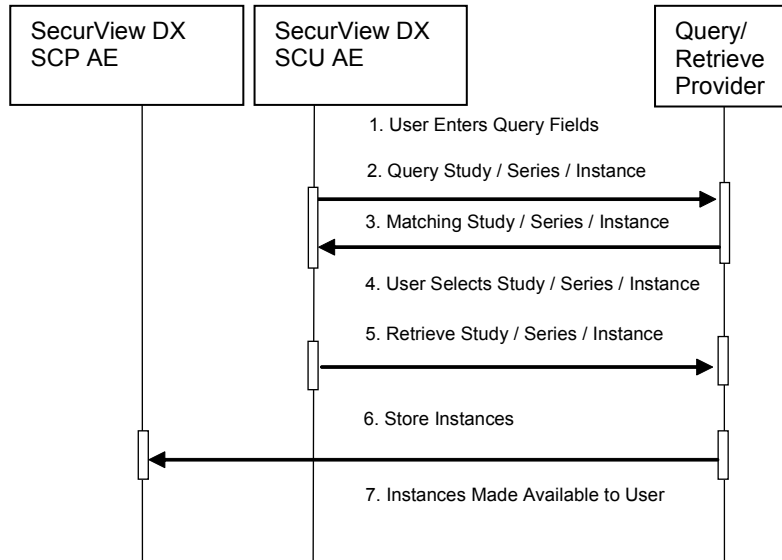 SecurView DX
SCP AE
SecurView DX
SCU AE
Query/
Retrieve
Provider
1. User Enters Query Fields
2. Query Study / Series / Instance
3. Matching Study / Series / Instance
4. User Selects Study / Series / Instance
5. Retrieve Study / Series / Instance
6. Store Instances
7. Instances Made Available to User